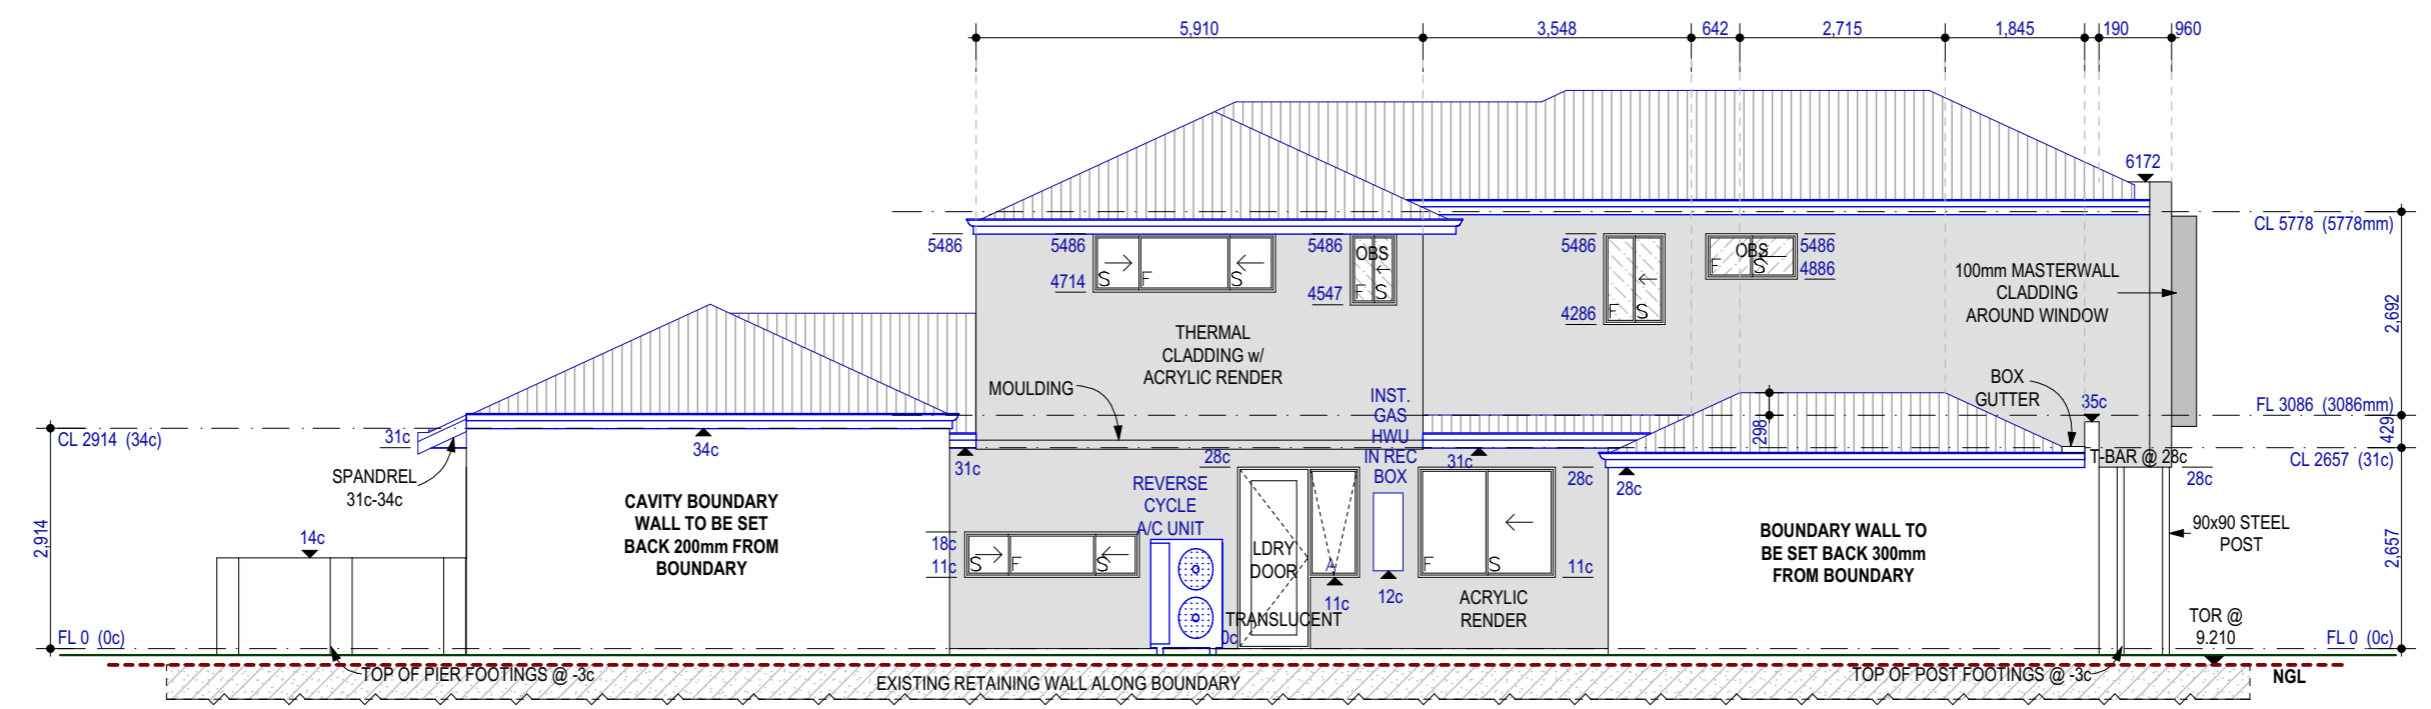 5,910
3,548
642
2,715
1,845
190
960
6172
CL 5778 (5778mm)
5486
5486
5486
5486
5486
OBS
OBS
S
F
S
F
S
F
S
F
S
4714
4547
4286
4886
100mm MASTERWALL
CLADDING
AROUND WINDOW
2,692
THERMAL
CLADDING w/
ACRYLIC RENDER
MOULDING
INST.
GAS
HWU
IN REC
BOX
BOX
GUTTER
35c
FL 3086 (3086mm)
298
429
CL 2914 (34c)
31c
34c
31c
28c
31c
T-BAR @ 28c
CL 2657 (31c)
SPANDREL
31c-34c
28c
28c
28c
REVERSE
CYCLE
A/C UNIT
CAVITY BOUNDARY
WALL TO BE SET
BACK 200mm FROM
BOUNDARY
BOUNDARY WALL TO
BE SET BACK 300mm
FROM BOUNDARY
90x90 STEEL
POST
2,914
2,657
14c
18c
11c
S
F
S
LDRY
DOOR
A
F
S
11c
11c
12c
ACRYLIC
RENDER
TRANSLUCENT
0c
TOR @
9.210
FL 0 (0c)
FL 0 (0c)
TOP OF PIER FOOTINGS @ -3c
EXISTING RETAINING WALL ALONG BOUNDARY
TOP OF POST FOOTINGS @ -3c
NGL